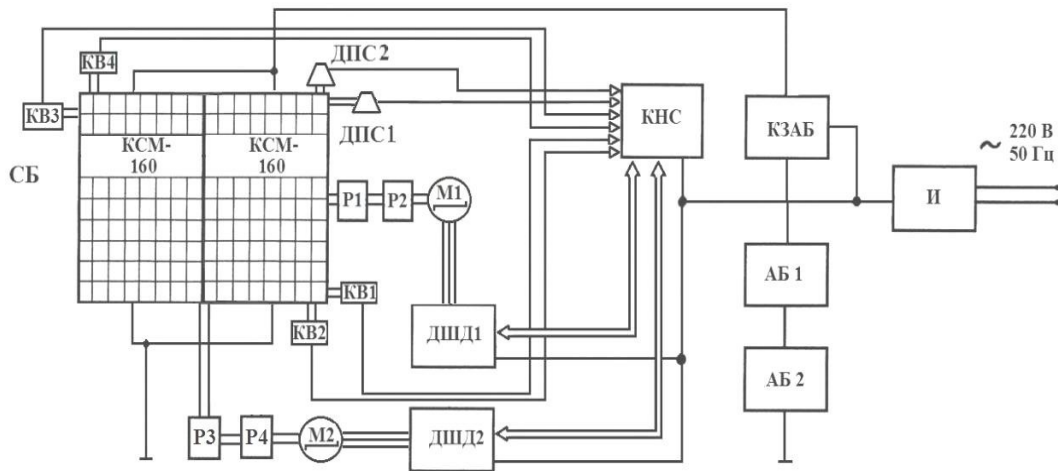 КВ4
ДПС2
КВ3
ДПС1
КНС
КЗАБ
~ 220 В
50 Гц
СБ
КСМ-
160
КСМ-
160
Р1
Р2
М1
И
АБ 1
КВ1
КВ2
ДШД1
АБ 2
Р3
Р4
М2
ДШД2